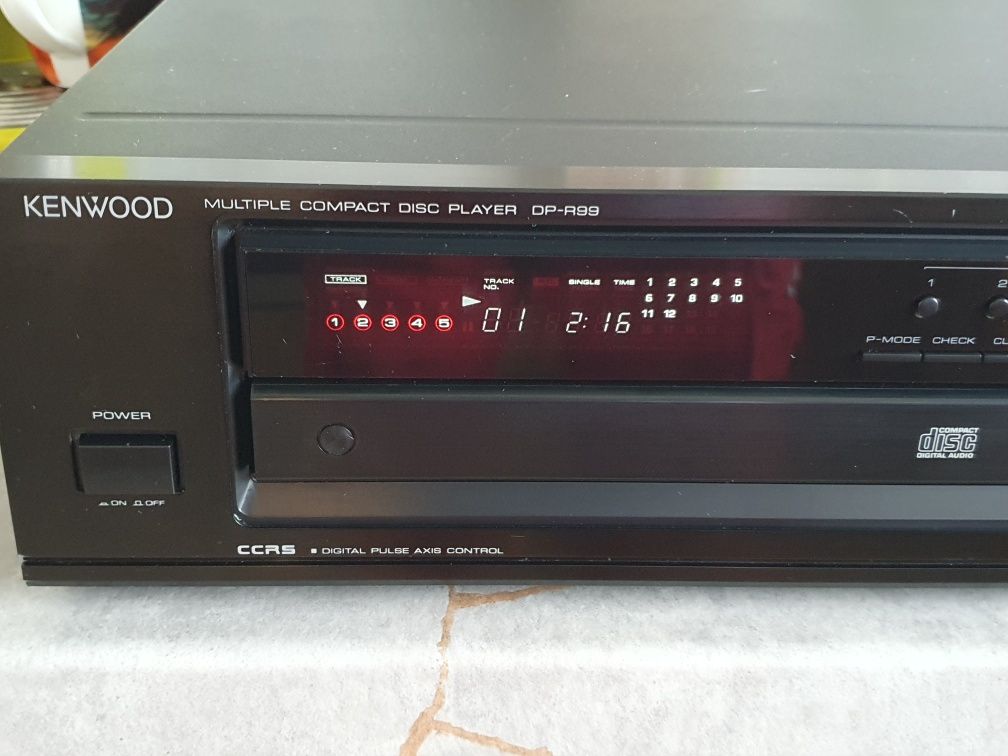 KENWOOD MULTIPLE COMPACT DISC PLAYER DP-R99
TRACK
TRACK NO. SINGLE TIME
1 2 3 4 5
6 7 8 9 10
11 12
1 2 3 4 5
01 2:16
1 2
P-MODE CHECK
POWER
ON OFF
COMPACT
disc
DIGITAL AUDIO
CCRS DIGITAL PULSE AXIS CONTROL